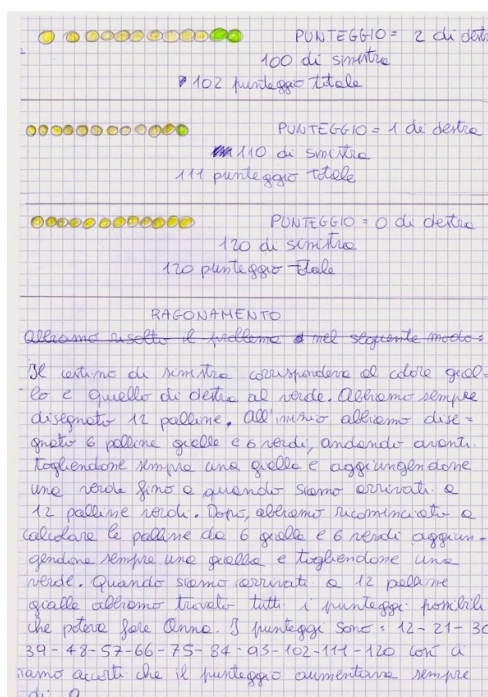 PUNTEGGIO = 2 di destra
100 di sinistra
102 punteggio totale
PUNTEGGIO = 1 di destra
110 di sinistra
111 punteggio totale
PUNTEGGIO = 0 di destra
120 di sinistra
120 punteggio totale
RAGONAMENTO
Abbiamo risolto il problema nel seguente modo:
Il cestino di sinistra corrispondeva al colore gial=
lo e quello di destra al verde. Abbiamo sempre
disegnato 12 palline. All'inizio abbiamo dise=
gnato 6 palline gialle e 6 verdi, andando avanti
togliendone sempre una gialla e aggiungendone
una verde fino a quando siamo arrivati a
12 palline verdi. Dopo, abbiamo ricominciato a
calcolare le palline da 6 gialle e 6 verdi aggiun-
gendone sempre una gialla e togliendone una
verde. Quando siamo arrivati a 12 palline
gialle abbiamo trovato tutti i punteggi possibili
che poteva fare Anna. I punteggi sono: 12-21-30
39-48-57-66-75-84-93-102-111-120 così ci
siamo accorti che il punteggio aumentava sempre
di 9